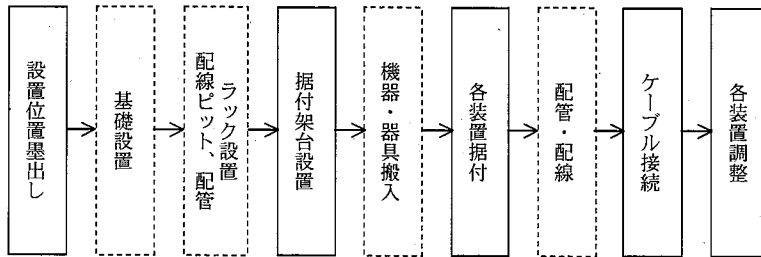 設置位置墨出し
基礎設置
ラック設置
配線ピット、配管
据付架台設置
機器・器具搬入
各装置据付
配管・配線
ケーブル接続
各装置調整